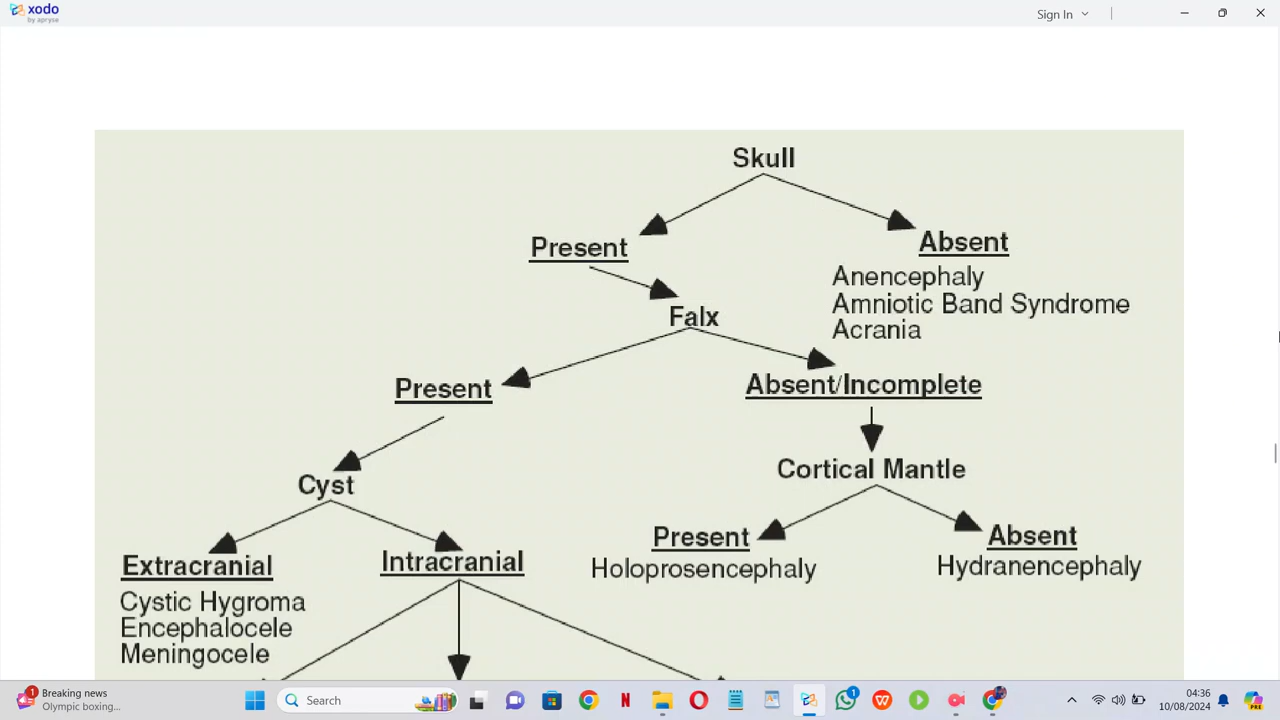 xodo
by apryse
Sign In
Skull
Present
Absent
Anencephaly
Amniotic Band Syndrome
Acrania
Falx
Present
Absent/Incomplete
Cyst
Cortical Mantle
Extracranial
Intracranial
Present
Absent
Holoprosencephaly
Hydranencephaly
Cystic Hygroma
Encephalocele
Meningocele
1
Breaking news
Olympic boxing...
Search
1
04:36
10/08/2024